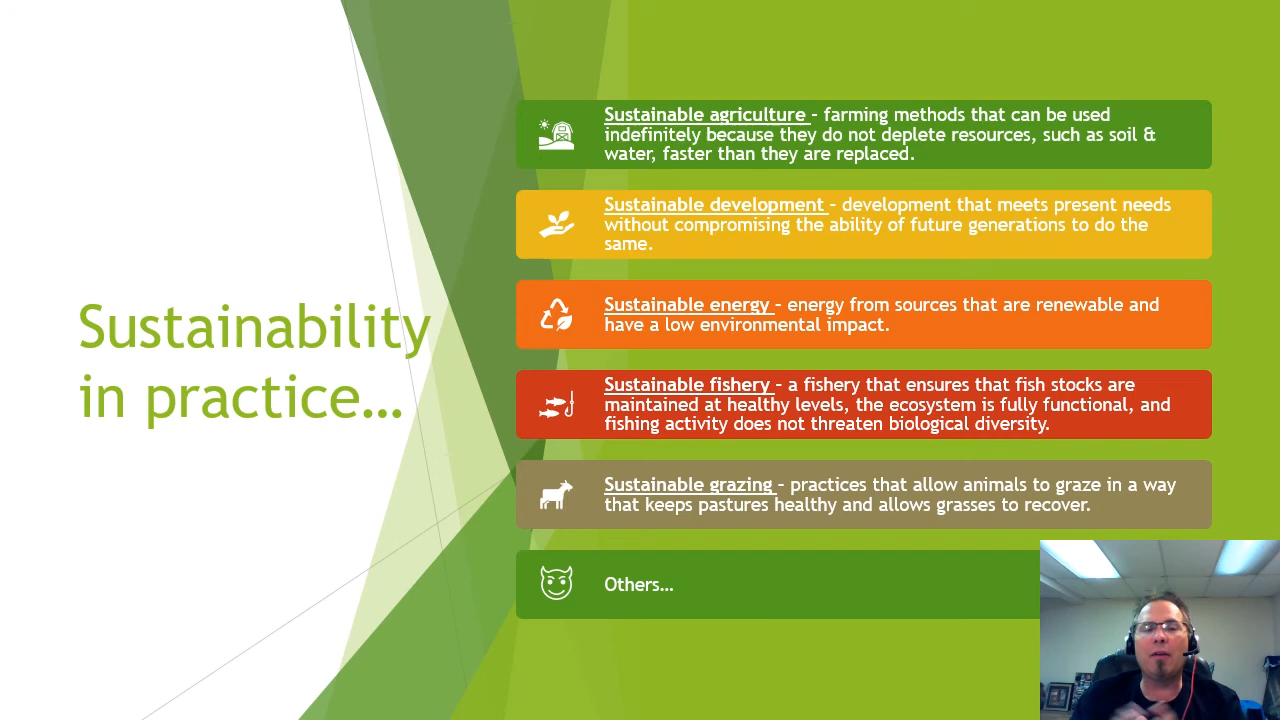 Sustainability
in practice…
Sustainable agriculture – farming methods that can be used
indefinitely because they do not deplete resources, such as soil &
water, faster than they are replaced.
Sustainable development – development that meets present needs
without compromising the ability of future generations to do the
same.
Sustainable energy – energy from sources that are renewable and
have a low environmental impact.
Sustainable fishery – a fishery that ensures that fish stocks are
maintained at healthy levels, the ecosystem is fully functional, and
fishing activity does not threaten biological diversity.
Sustainable grazing – practices that allow animals to graze in a way
that keeps pastures healthy and allows grasses to recover.
Others…